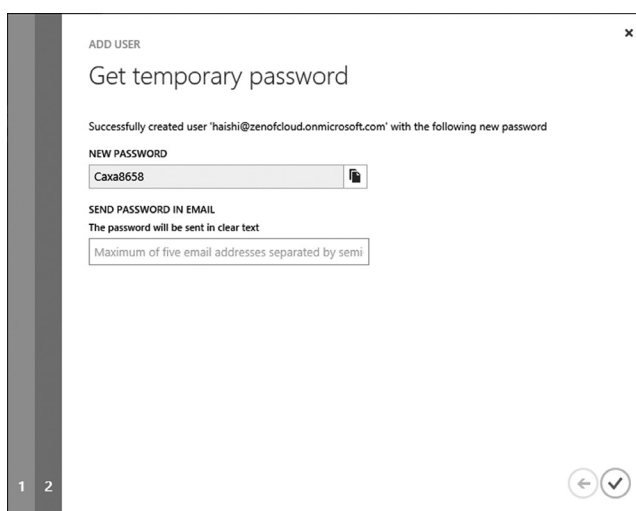 ×
ADD USER
Get temporary password
Successfully created user 'haishi@zenofcloud.onmicrosoft.com' with the following new password
NEW PASSWORD
Caxa8658
SEND PASSWORD IN EMAIL
The password will be sent in clear text
Maximum of five email addresses separated by semi
1 2